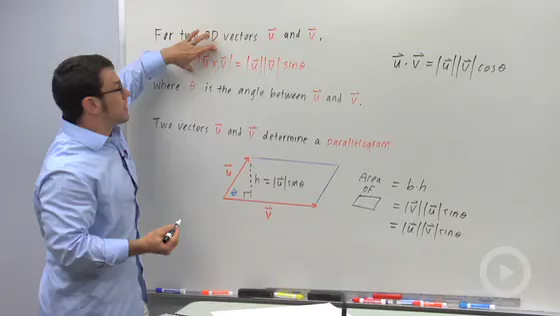 For two 3D vectors u⃗ and v⃗,
|u⃗ × v⃗| = |u⃗||v⃗| sinθ
where θ is the angle between u⃗ and v⃗.
u⃗ · v⃗ = |u⃗||v⃗| cosθ
Two vectors u⃗ and v⃗ determine a parallelogram
u⃗
h = |u⃗| sinθ
θ
v⃗
Area
of
= b·h
= |v⃗||u⃗| sinθ
= |u⃗||v⃗| sinθ